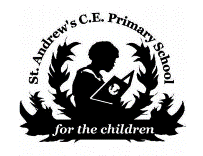 St. Andrew's C.E. Primary School
for the children